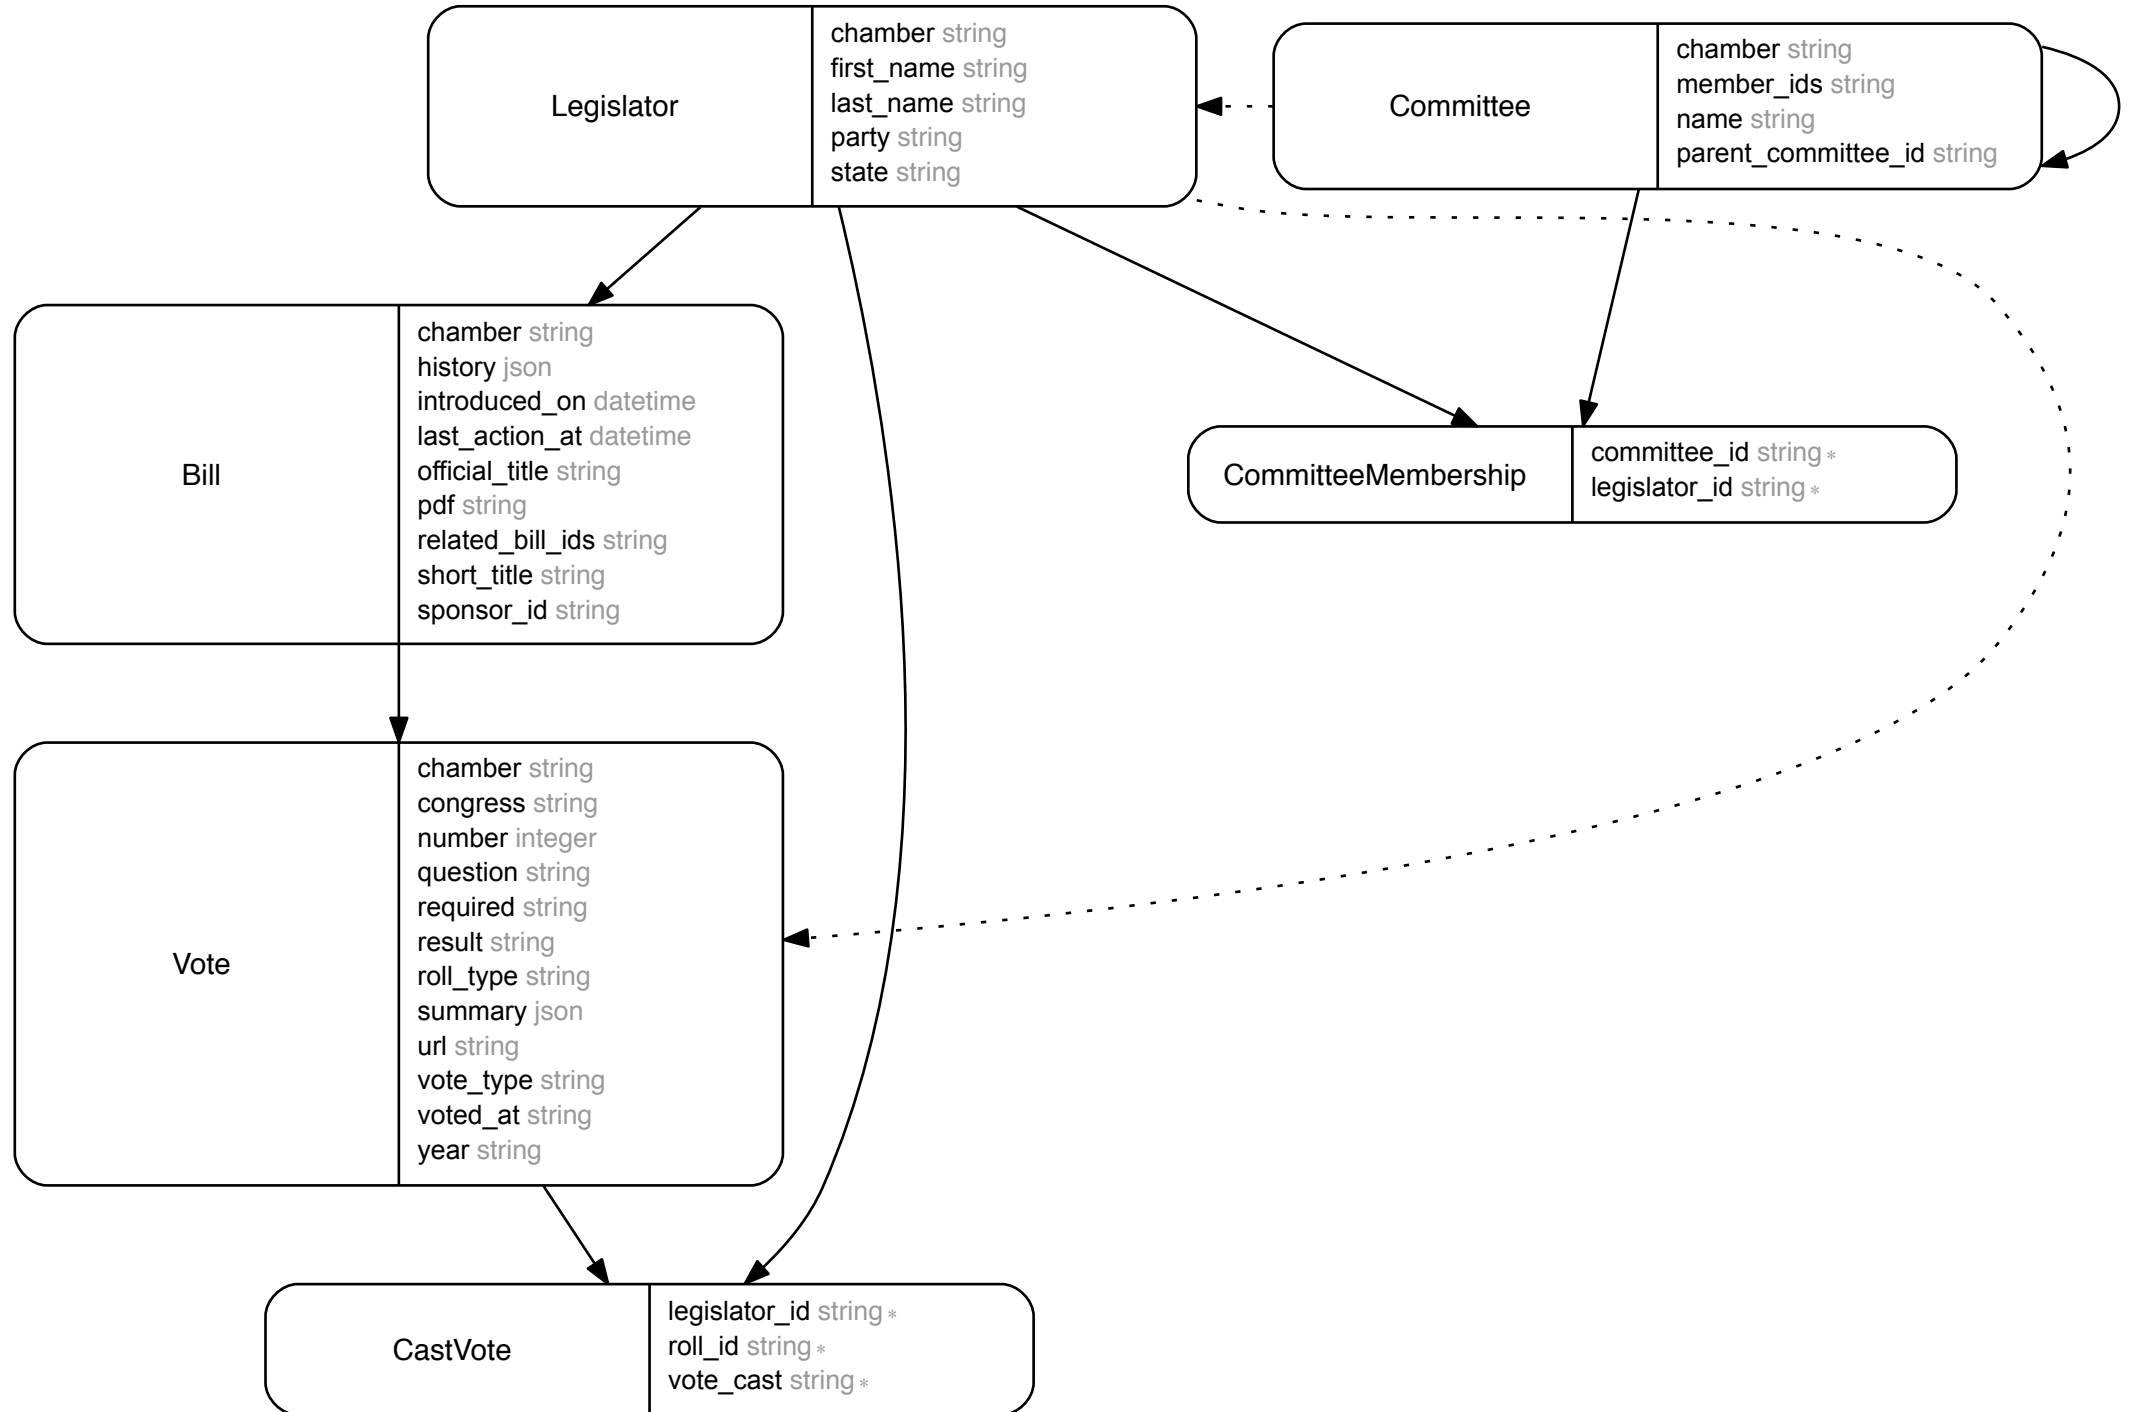 Legislator
chamber string
first_name string
last_name string
party string
state string
Committee
chamber string
member_ids string
name string
parent_committee_id string
Bill
chamber string
history json
introduced_on datetime
last_action_at datetime
official_title string
pdf string
related_bill_ids string
short_title string
sponsor_id string
CommitteeMembership
committee_id string *
legislator_id string *
Vote
chamber string
congress string
number integer
question string
required string
result string
roll_type string
summary json
url string
vote_type string
voted_at string
year string
CastVote
legislator_id string *
roll_id string *
vote_cast string *